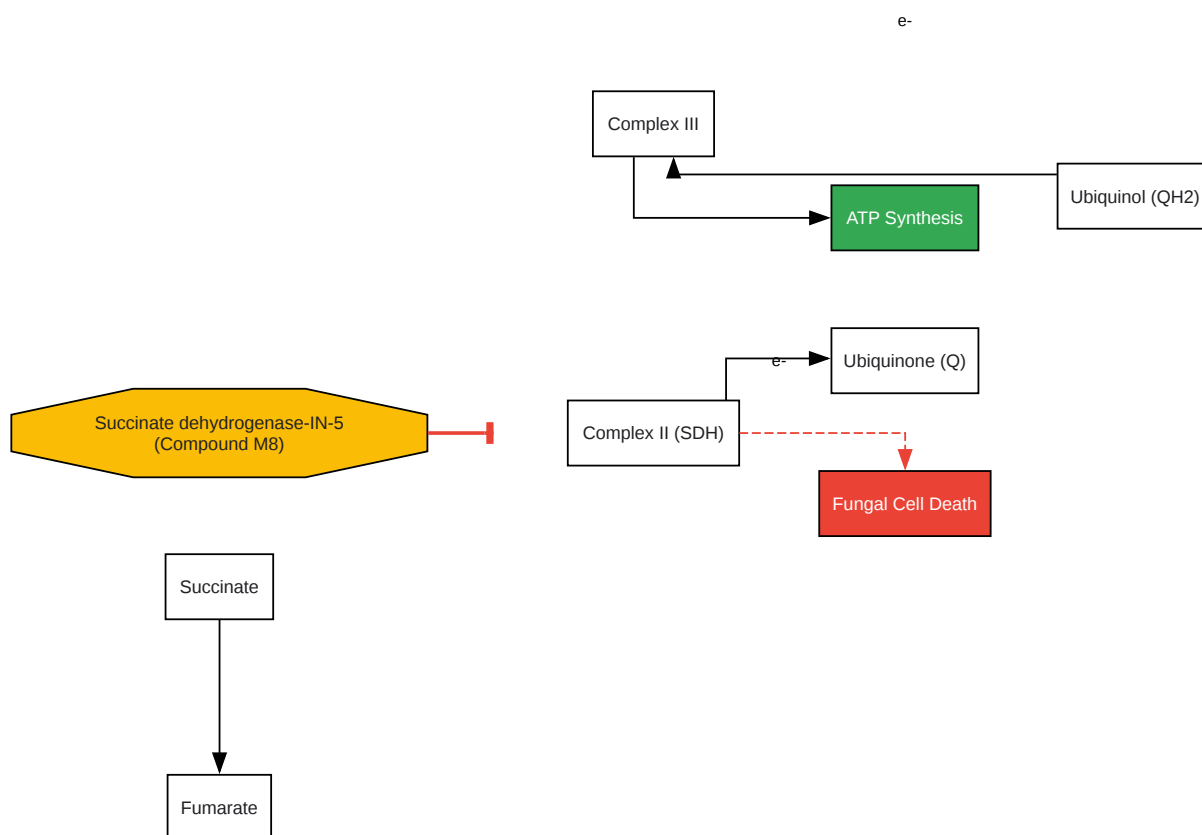 e-
Complex III
Ubiquinol (QH2)
ATP Synthesis
Ubiquinone (Q)
e-
Succinate dehydrogenase-IN-5
(Compound M8)
Complex II (SDH)
Fungal Cell Death
Succinate
Fumarate